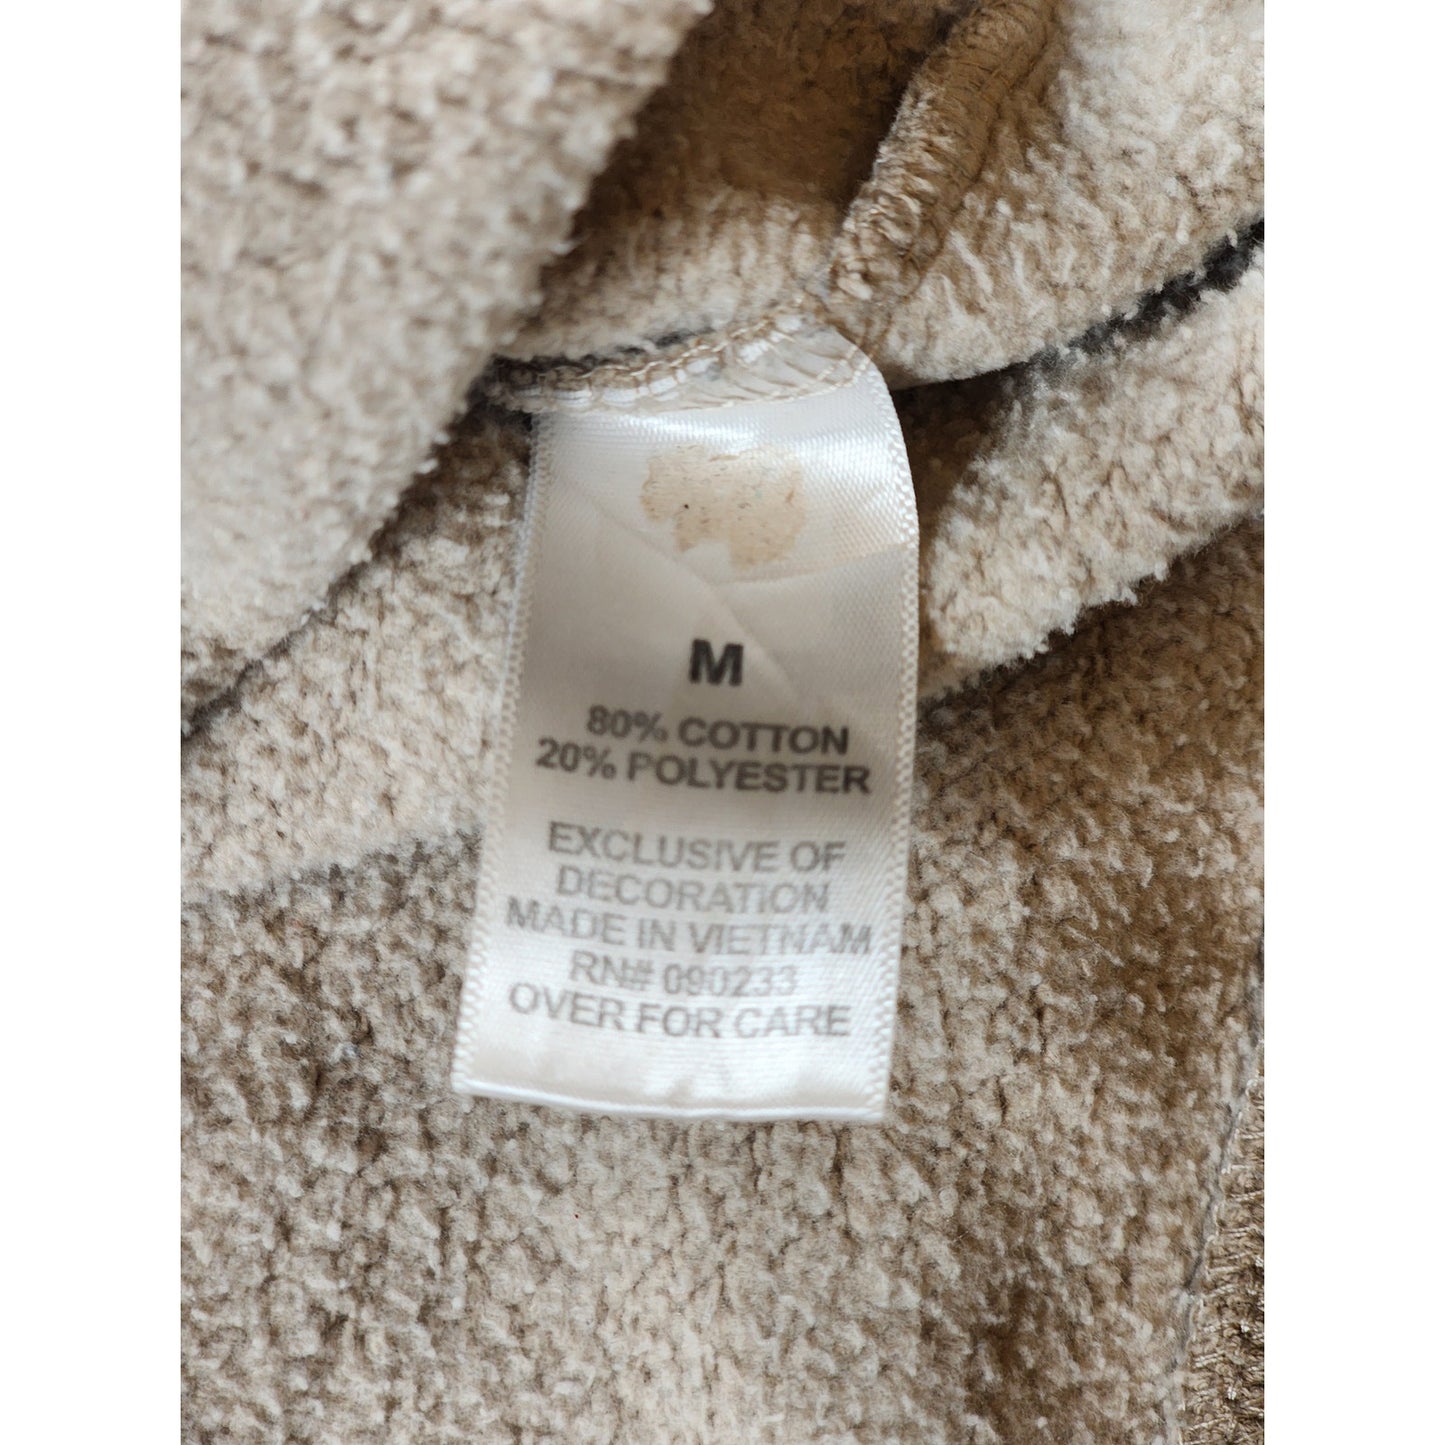 M
80% COTTON
20% POLYESTER
EXCLUSIVE OF
DECORATION
MADE IN VIETNAM
RN# 090233
OVER FOR CARE